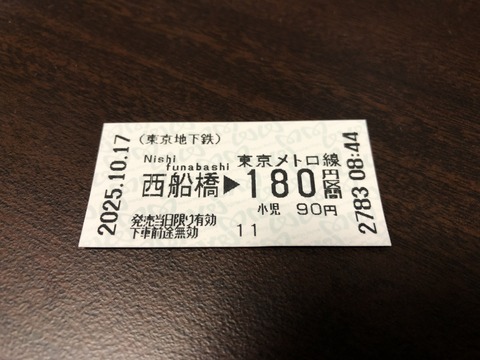 2025.10.17
(東京地下鉄)
Nishi
funabashi
東京メトロ線
西船橋▶180円区間
小児 90円
発売当日限り有効
下車前途無効
11
2783 08:44